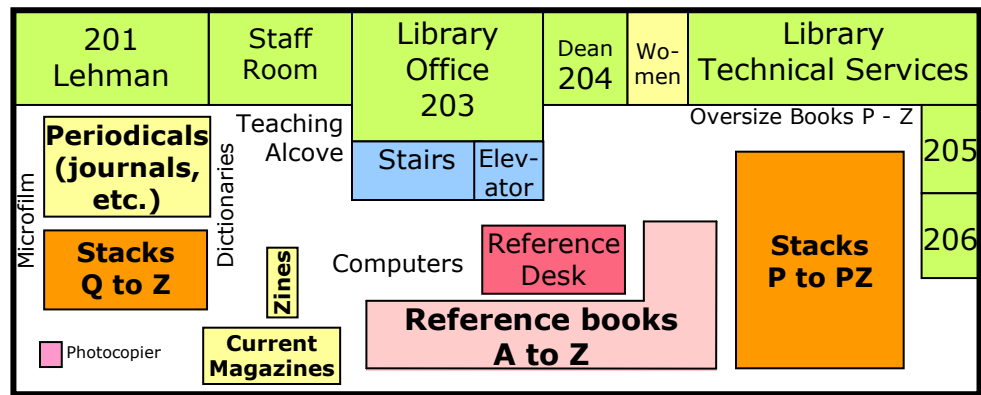 201
Lehman
Staff
Room
Library
Office
203
Dean
204
Wo-
men
Library
Technical Services
Oversize Books P - Z
205
206
Microfilm
Periodicals
(journals,
etc.)
Dictionaries
Teaching
Alcove
Stairs
Elev-
ator
Stacks
Q to Z
Zines
Computers
Reference
Desk
Stacks
P to PZ
Reference books
A to Z
Photocopier
Current
Magazines